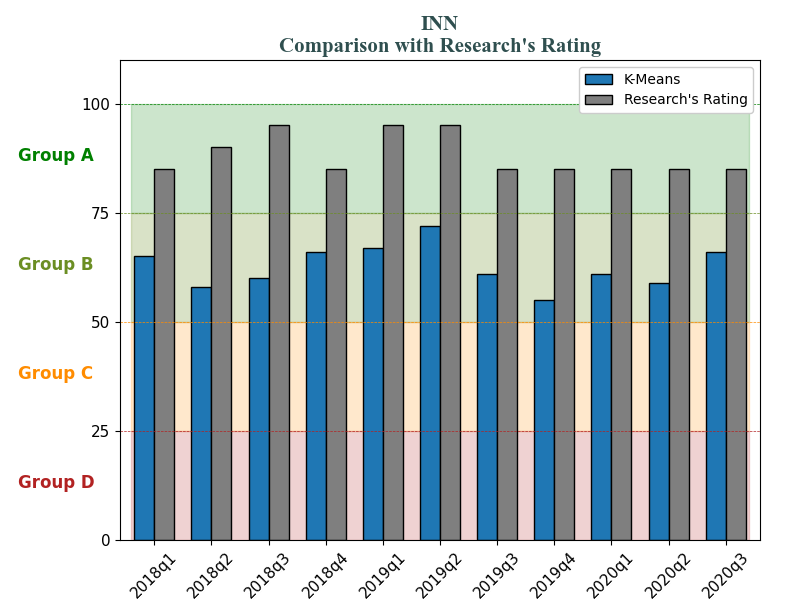 INN
Comparison with Research's Rating
K-Means
Research's Rating
100
Group A
75
Group B
50
Group C
25
Group D
0
2018q1
2018q2
2018q3
2018q4
2019q1
2019q2
2019q3
2019q4
2020q1
2020q2
2020q3